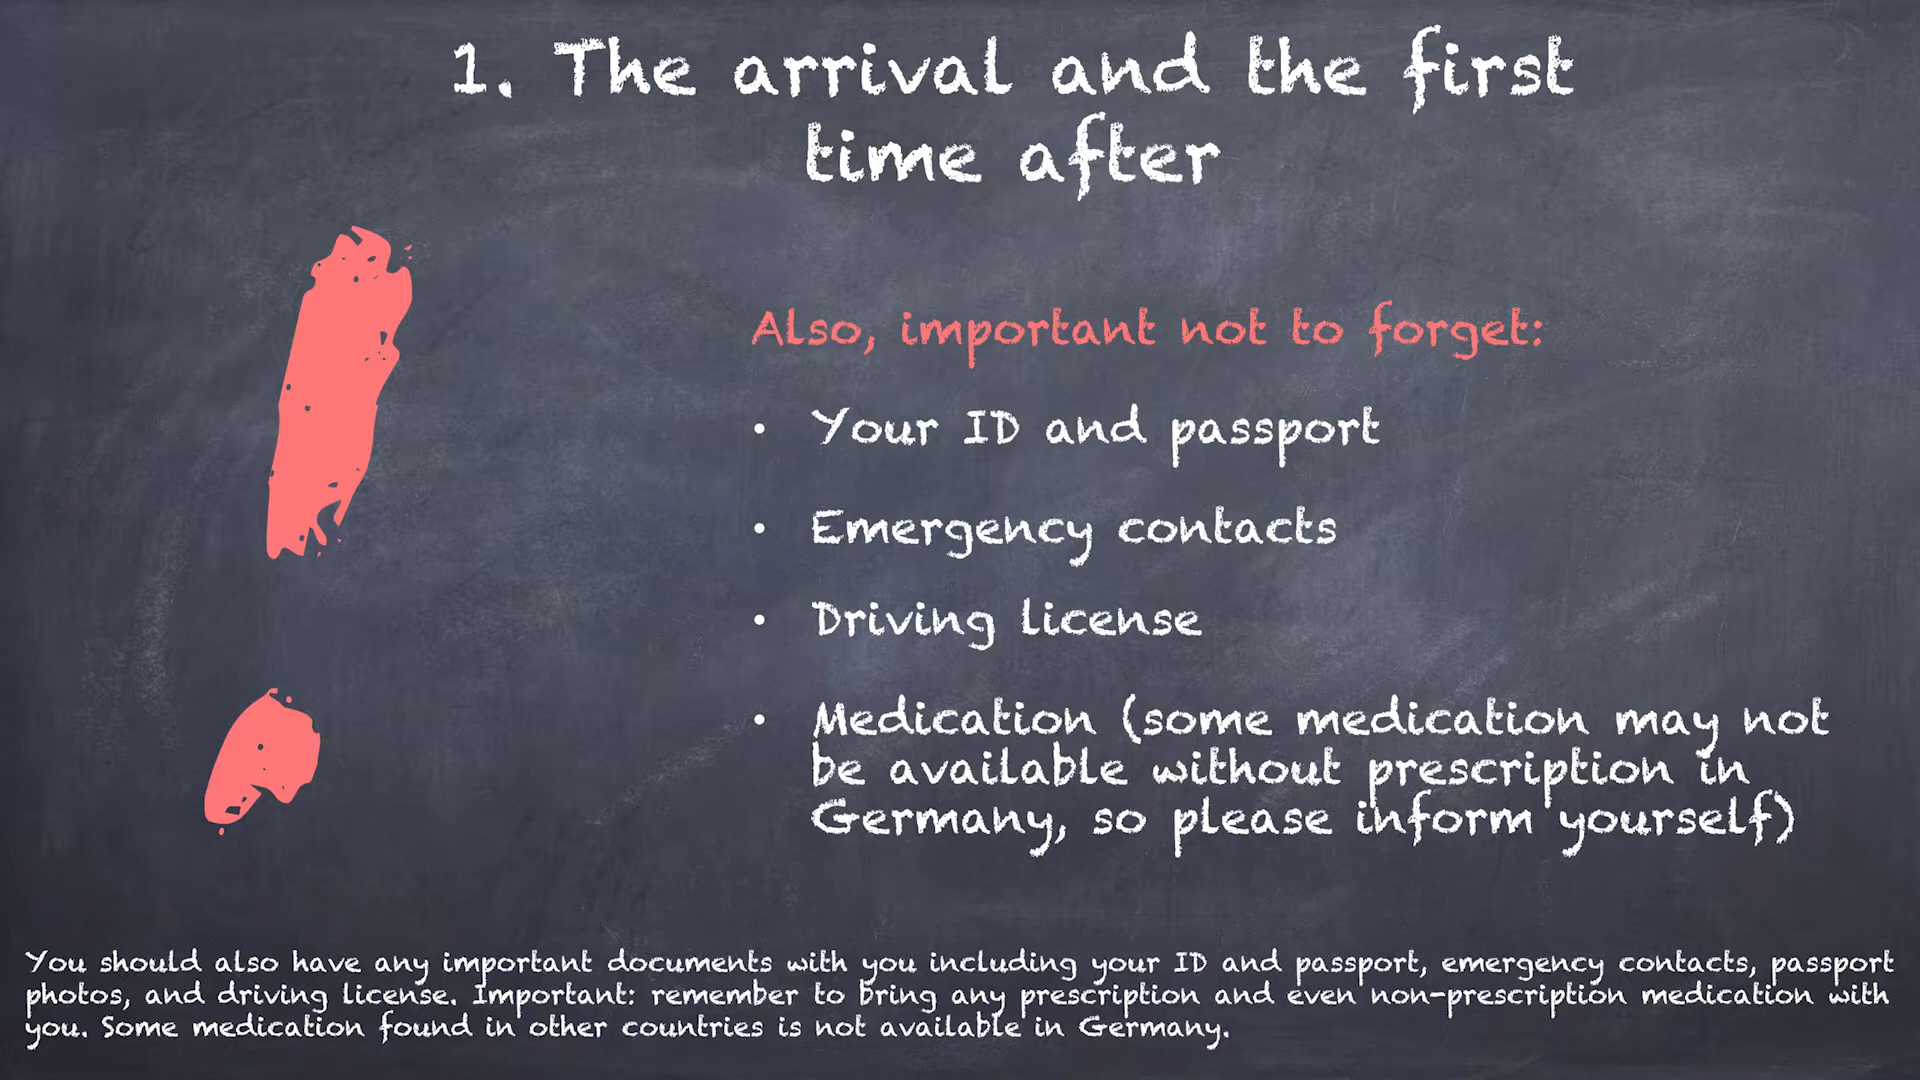 1. The arrival and the first
time after
Also, important not to forget:
• Your ID and passport
• Emergency contacts
• Driving license
• Medication (some medication may not
be available without prescription in
Germany, so please inform yourself)
You should also have any important documents with you including your ID and passport, emergency contacts, passport
photos, and driving license. Important: remember to bring any prescription and even non-prescription medication with
you. Some medication found in other countries is not available in Germany.